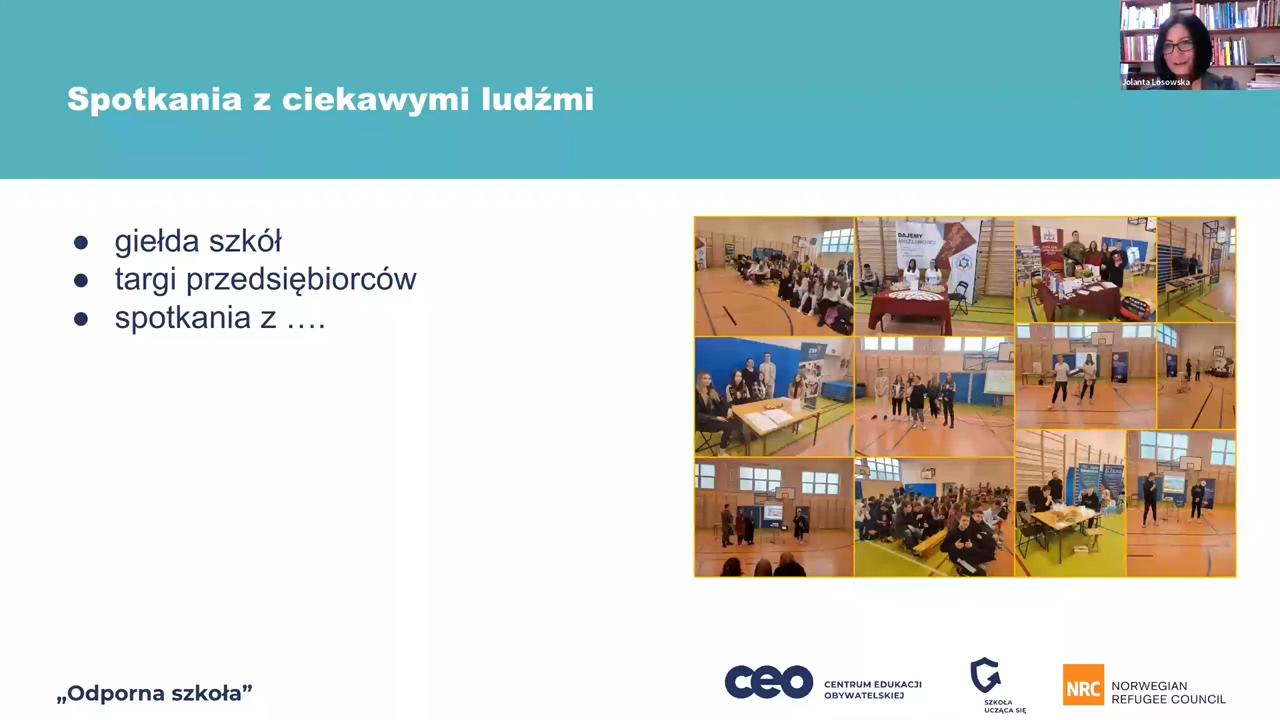 Jolanta Losowska
Spotkania z ciekawymi ludźmi
● giełda szkół
● targi przedsiębiorców
● spotkania z ….
DAJEMY
„Odporna szkoła”
ceo
CENTRUM EDUKACJI
OBYWATELSKIEJ
SZKOŁA
UCZĄCA SIĘ
NRC
NORWEGIAN
REFUGEE COUNCIL